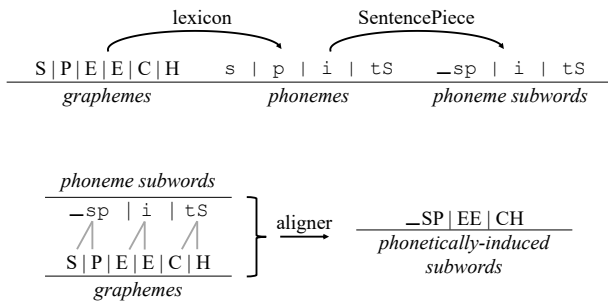 lexicon SentencePiece
S | P | E | E | C | H s | p | i | tS _sp | i | tS
graphemes phonemes phoneme subwords
phoneme subwords
_sp | i | tS
aligner
_SP | EE | CH
S | P | E | E | C | H
phonetically-induced
subwords
graphemes